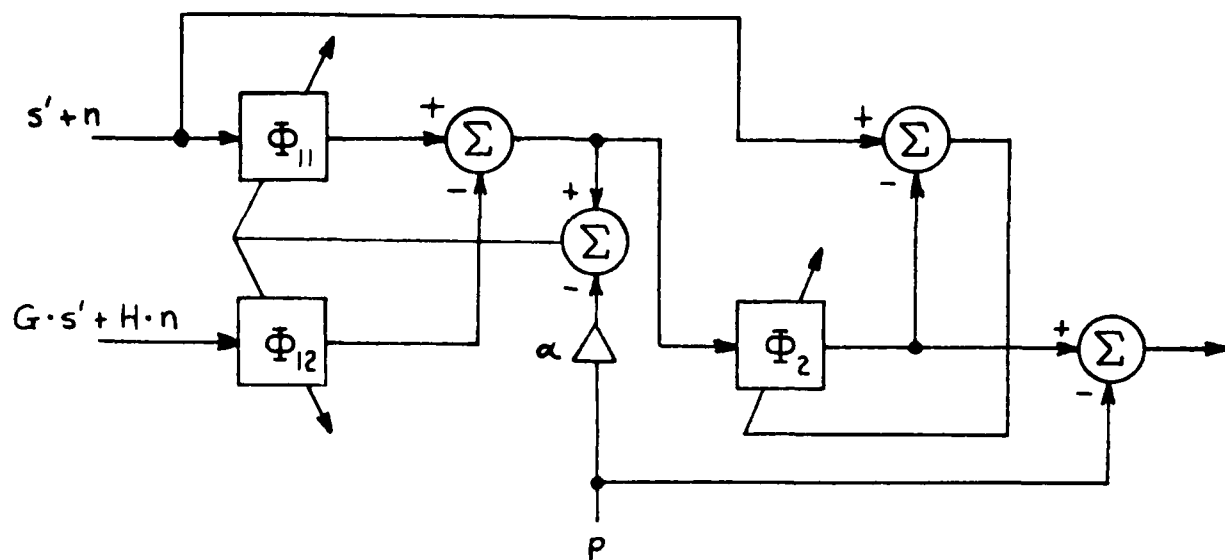 s' + n
Φ₁₁
+
Σ
-
+
Σ
-
+
Σ
-
G · s' + H · n
Φ₁₂
α
Φ₂
+
Σ
-
p